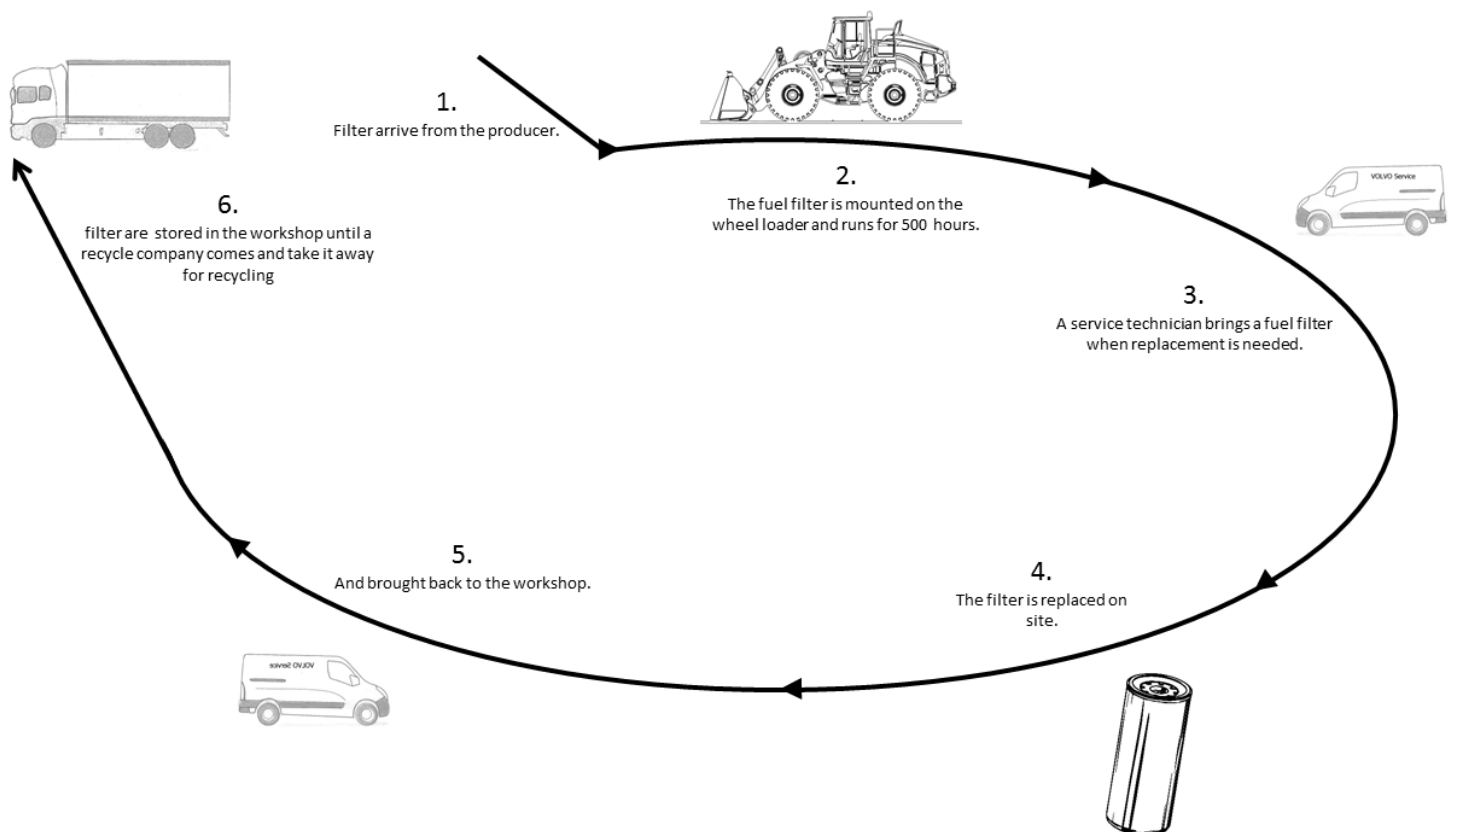 1.
Filter arrive from the producer.
2.
The fuel filter is mounted on the
wheel loader and runs for 500 hours.
VOLVO Service
3.
A service technician brings a fuel filter
when replacement is needed.
4.
The filter is replaced on
site.
5.
And brought back to the workshop.
VOLVO Service
6.
filter are stored in the workshop until a
recycle company comes and take it away
for recycling